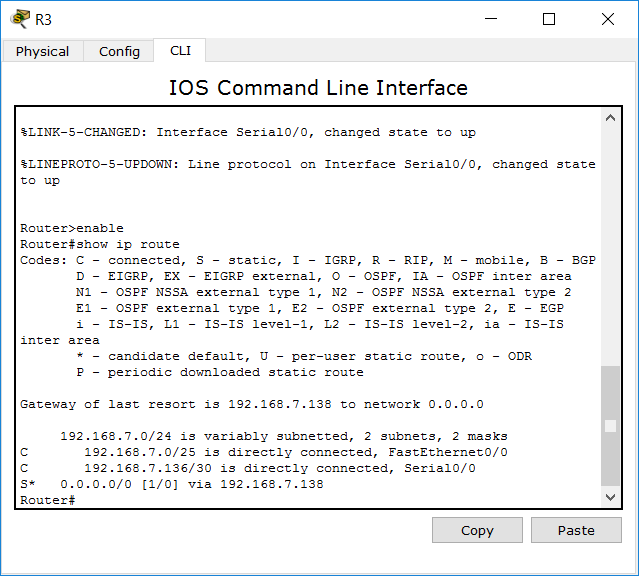 R3
Physical Config CLI
IOS Command Line Interface
%LINK-5-CHANGED: Interface Serial0/0, changed state to up
%LINEPROTO-5-UPDOWN: Line protocol on Interface Serial0/0, changed state
to up
Router>enable
Router#show ip route
Codes: C - connected, S - static, I - IGRP, R - RIP, M - mobile, B - BGP
D - EIGRP, EX - EIGRP external, O - OSPF, IA - OSPF inter area
N1 - OSPF NSSA external type 1, N2 - OSPF NSSA external type 2
E1 - OSPF external type 1, E2 - OSPF external type 2, E - EGP
i - IS-IS, L1 - IS-IS level-1, L2 - IS-IS level-2, ia - IS-IS
inter area
* - candidate default, U - per-user static route, o - ODR
P - periodic downloaded static route
Gateway of last resort is 192.168.7.138 to network 0.0.0.0
192.168.7.0/24 is variably subnetted, 2 subnets, 2 masks
C 192.168.7.0/25 is directly connected, FastEthernet0/0
C 192.168.7.136/30 is directly connected, Serial0/0
S* 0.0.0.0/0 [1/0] via 192.168.7.138
Router#
Copy Paste